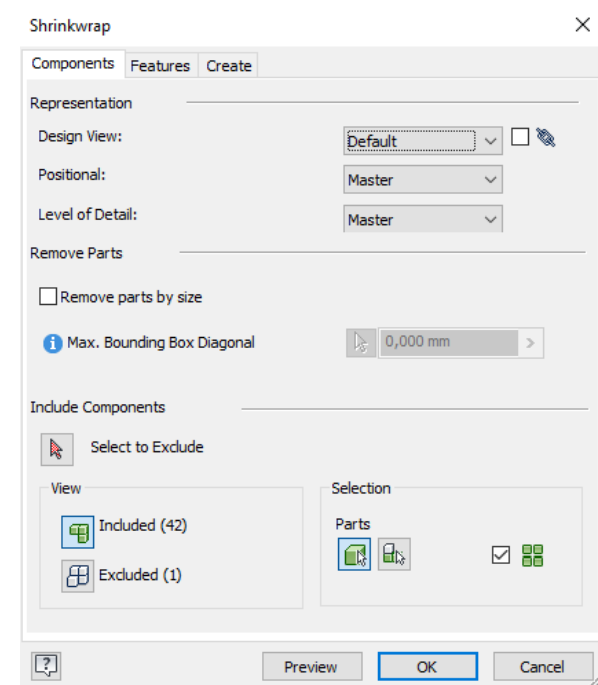 Shrinkwrap
Components Features Create
Representation
Design View: Default
Positional: Master
Level of Detail: Master
Remove Parts
Remove parts by size
Max. Bounding Box Diagonal 0,000 mm >
Include Components
Select to Exclude
View Selection
Included (42) Parts
Excluded (1)
? Preview OK Cancel